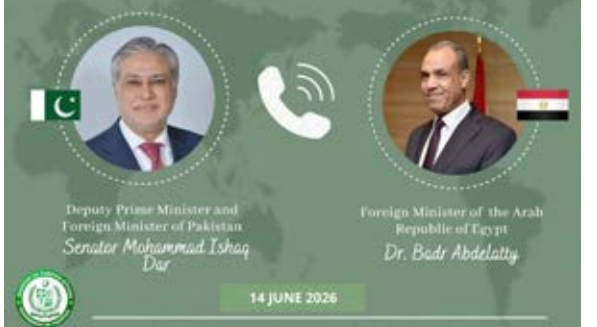 Deputy Prime Minister and
Foreign Minister of Pakistan
Senator Mohammad Ishaq
Dar
Foreign Minister of the Arab
Republic of Egypt
Dr. Badr Abdelatty
14 JUNE 2026